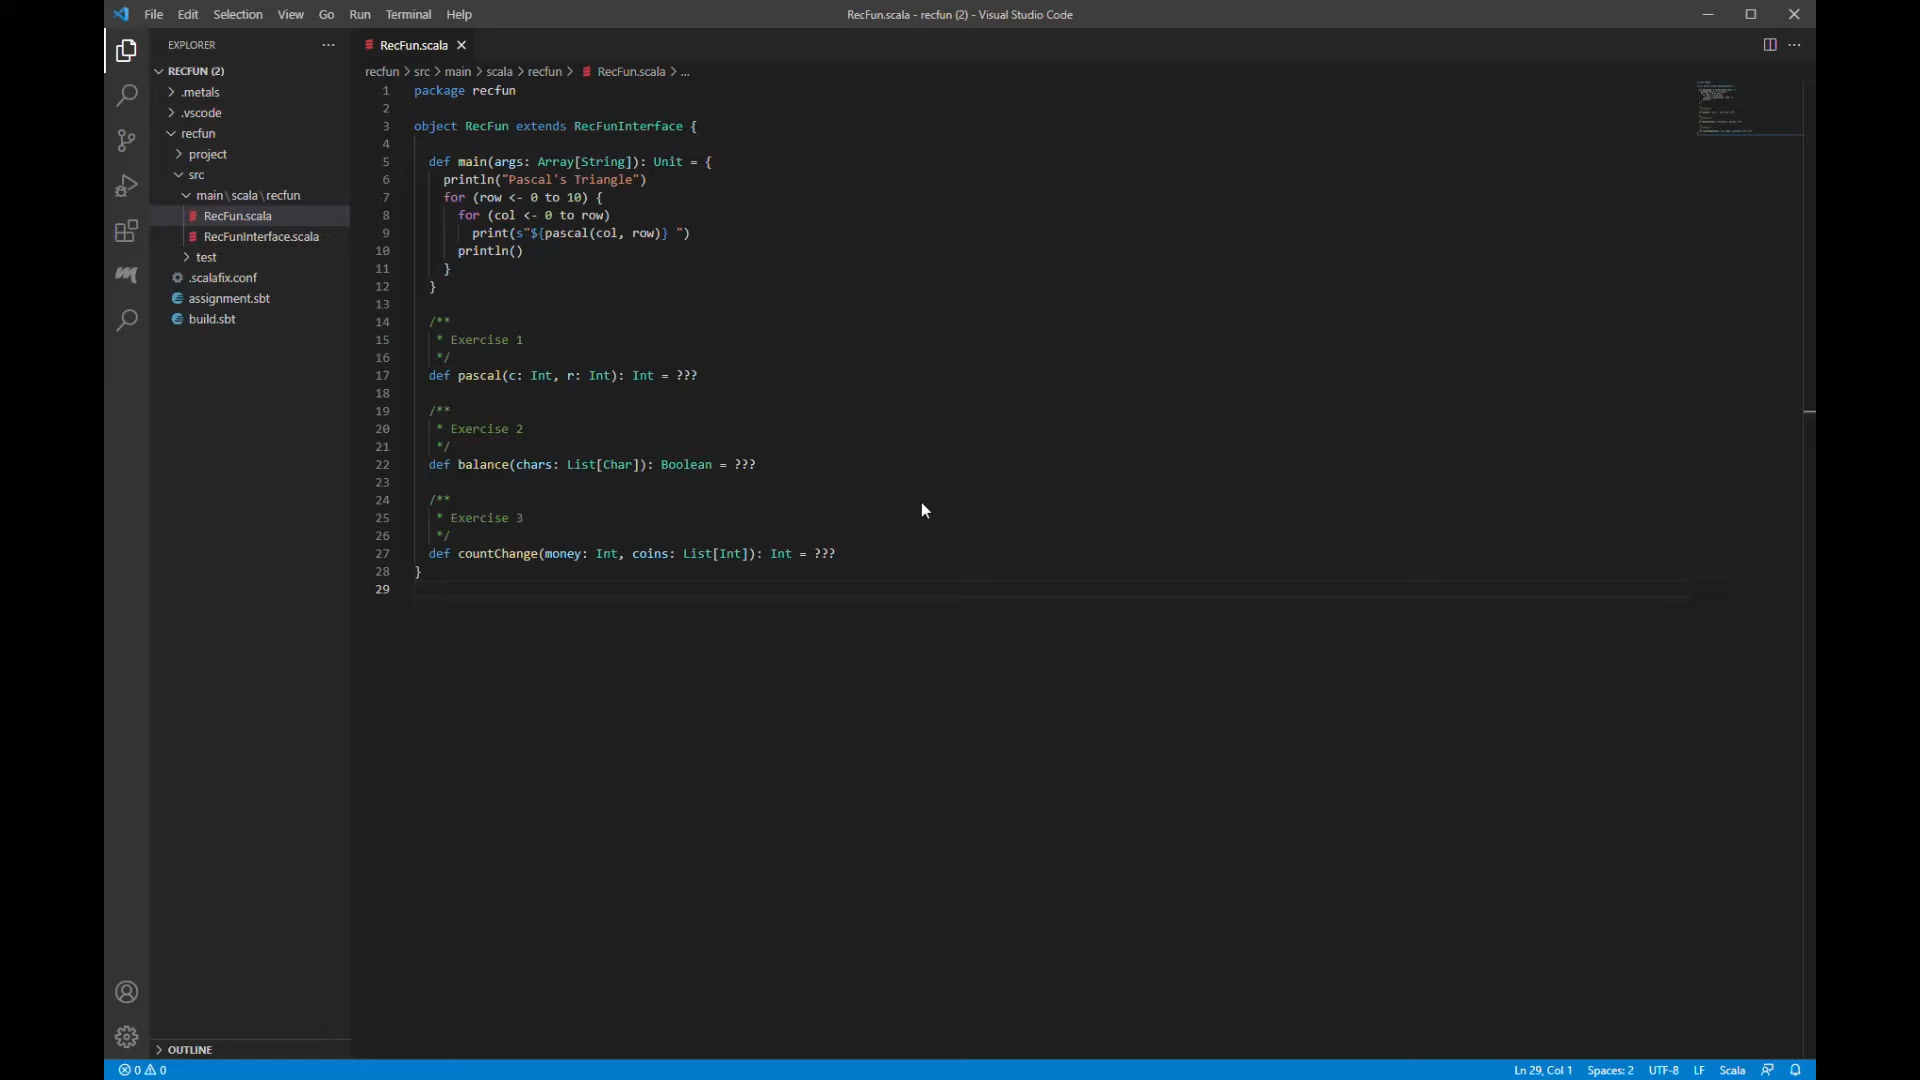 File Edit Selection View Go Run Terminal Help
RecFun.scala - recfun (2) - Visual Studio Code
EXPLORER
RECFUN (2)
.metals
.vscode
recfun
project
src
main\scala\recfun
RecFun.scala
RecFunInterface.scala
test
.scalafix.conf
assignment.sbt
build.sbt
OUTLINE
RecFun.scala
recfun > src > main > scala > recfun > RecFun.scala > ...
1 package recfun
2
3 object RecFun extends RecFunInterface {
4
5   def main(args: Array[String]): Unit = {
6     println("Pascal's Triangle")
7     for (row <- 0 to 10) {
8       for (col <- 0 to row)
9         print(s"${pascal(col, row)} ")
10       println()
11     }
12   }
13
14   /**
15    * Exercise 1
16    */
17   def pascal(c: Int, r: Int): Int = ???
18
19   /**
20    * Exercise 2
21    */
22   def balance(chars: List[Char]): Boolean = ???
23
24   /**
25    * Exercise 3
26    */
27   def countChange(money: Int, coins: List[Int]): Int = ???
28 }
29
0 0
Ln 29, Col 1 Spaces: 2 UTF-8 LF Scala